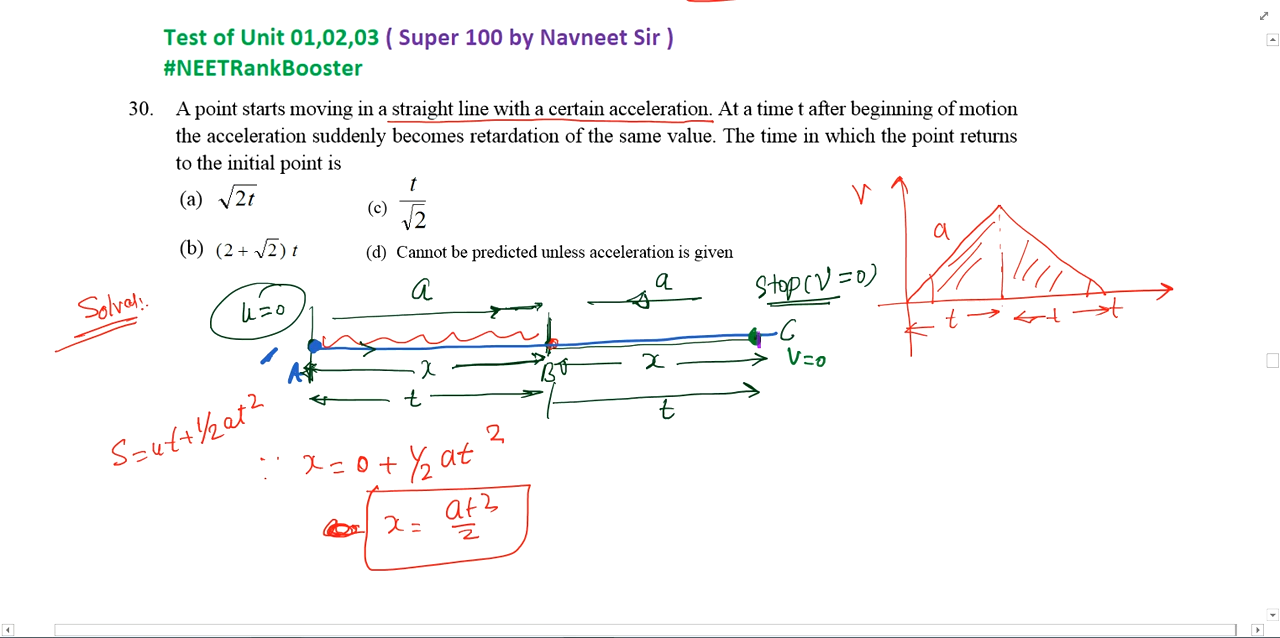 Test of Unit 01,02,03 ( Super 100 by Navneet Sir )
#NEETRankBooster
30. A point starts moving in a straight line with a certain acceleration. At a time t after beginning of motion
the acceleration suddenly becomes retardation of the same value. The time in which the point returns
to the initial point is
(a) √2t
(c) t/√2
(b) (2 + √2) t
(d) Cannot be predicted unless acceleration is given
V
a
t t t
Solval:
u=0
a
a
Stop(V=0)
A
B
C
x
x
V=0
t
t
S=ut+1/2at²
∵ x=0+1/2at²
x= at2/2